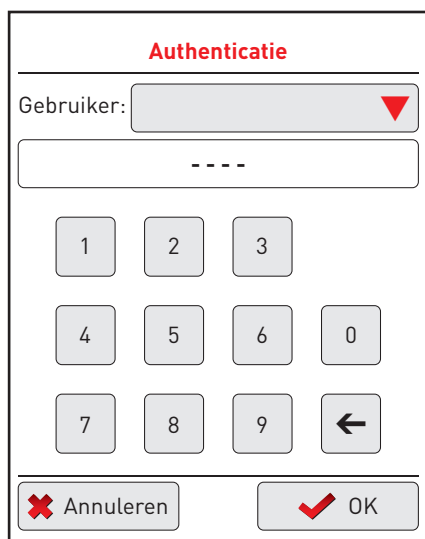 Authenticatie
Gebruiker:
----
1 2 3
4 5 6 0
7 8 9
Annuleren OK